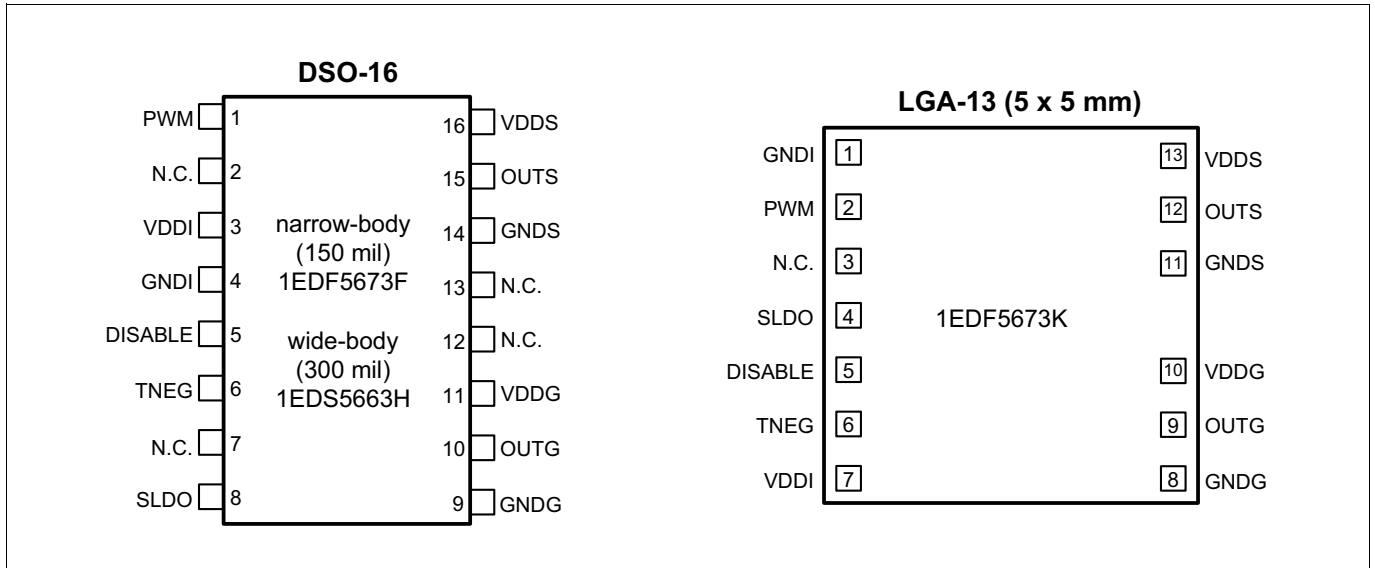 DSO-16
PWM
1
N.C.
2
VDDI
3
GNDI
4
DISABLE
5
TNEG
6
N.C.
7
SLDO
8
narrow-body
(150 mil)
1EDF5673F
wide-body
(300 mil)
1EDS5663H
16
VDDS
15
OUTS
14
GNDS
13
N.C.
12
N.C.
11
VDDG
10
OUTG
9
GNDG
LGA-13 (5 x 5 mm)
GNDI
1
PWM
2
N.C.
3
SLDO
4
DISABLE
5
TNEG
6
VDDI
7
1EDF5673K
13
VDDS
12
OUTS
11
GNDS
10
VDDG
9
OUTG
8
GNDG